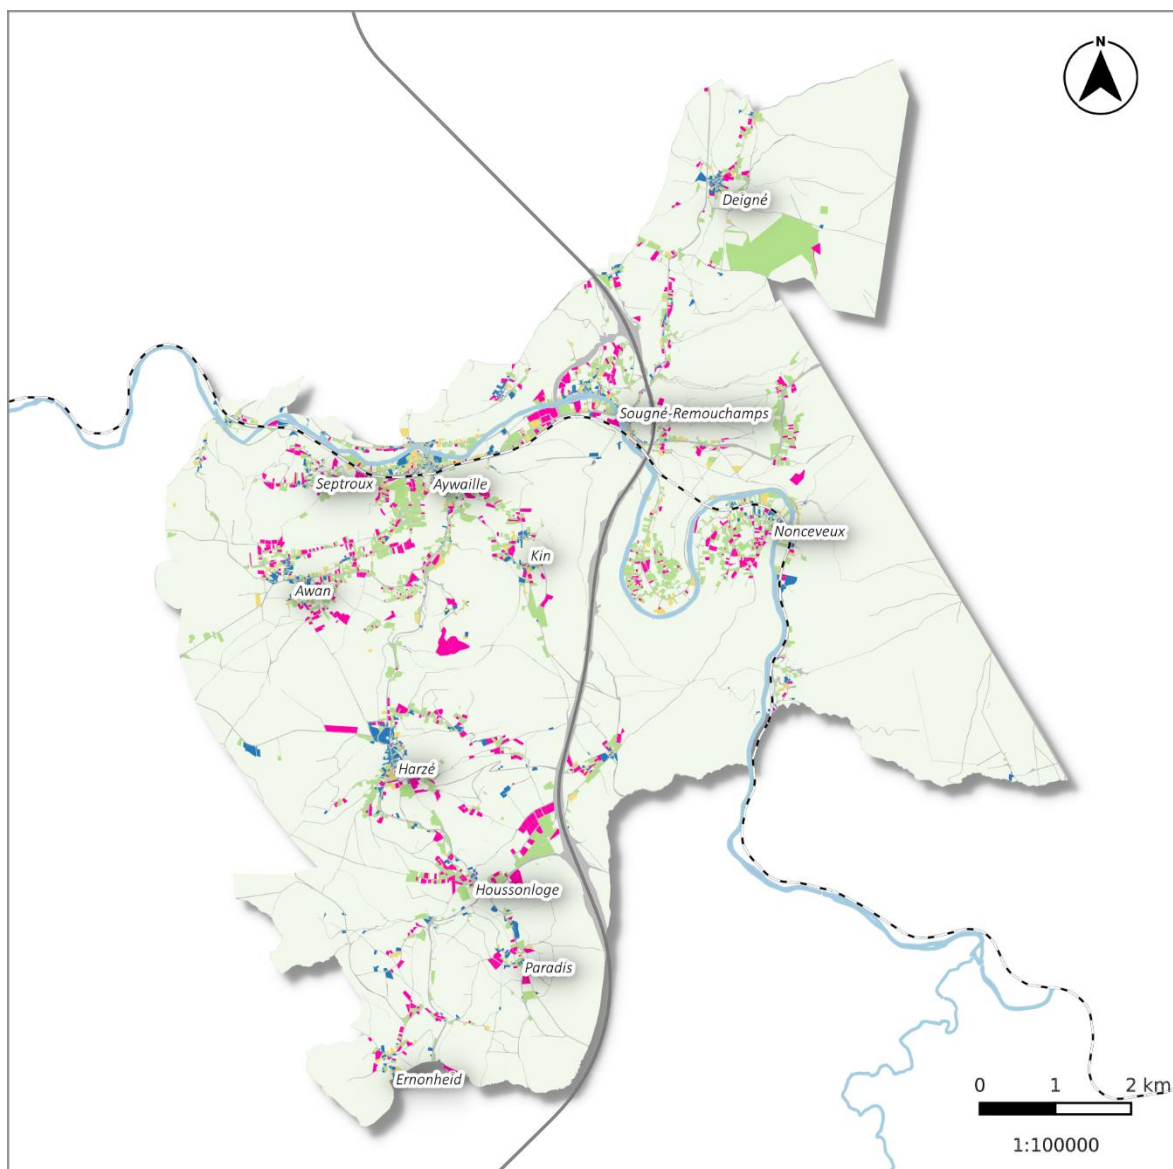 N
Deigné
Sougné-Remouchamps
Septroux
Aywaille
Nonceveux
Kin
Awan
Harzé
Houssonloge
Paradis
Ernonheid
0 1 2 km
1:100000